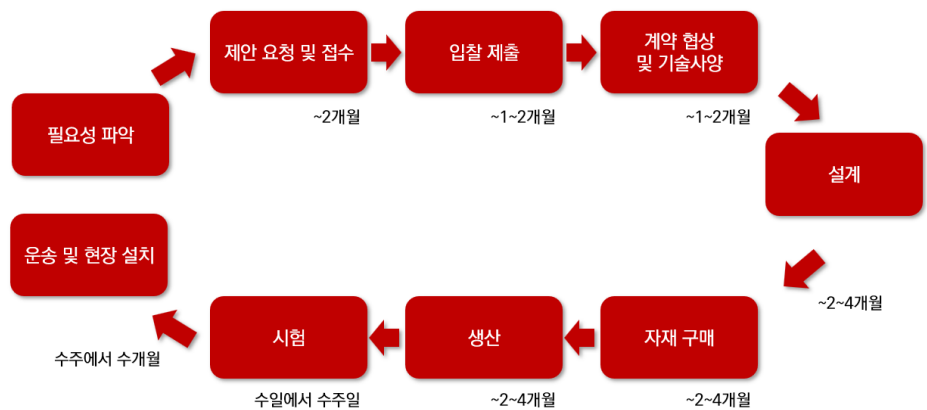 필요성 파악
제안 요청 및 접수
~2개월
입찰 제출
~1~2개월
계약 협상
및 기술사양
~1~2개월
설계
~2~4개월
자재 구매
~2~4개월
생산
~2~4개월
시험
수일에서 수주일
운송 및 현장 설치
수주에서 수개월